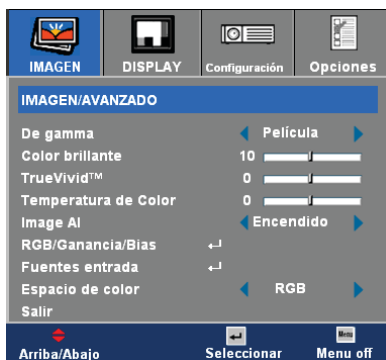 IMAGEN DISPLAY Configuración Opciones
IMAGEN/AVANZADO
De gamma Película
Color brillante 10
TrueVivid™ 0
Temperatura de Color 0
Image AI Encendido
RGB/Ganancia/Bias
Fuentes entrada
Espacio de color RGB
Salir
Menu
Arriba/Abajo Seleccionar Menu off